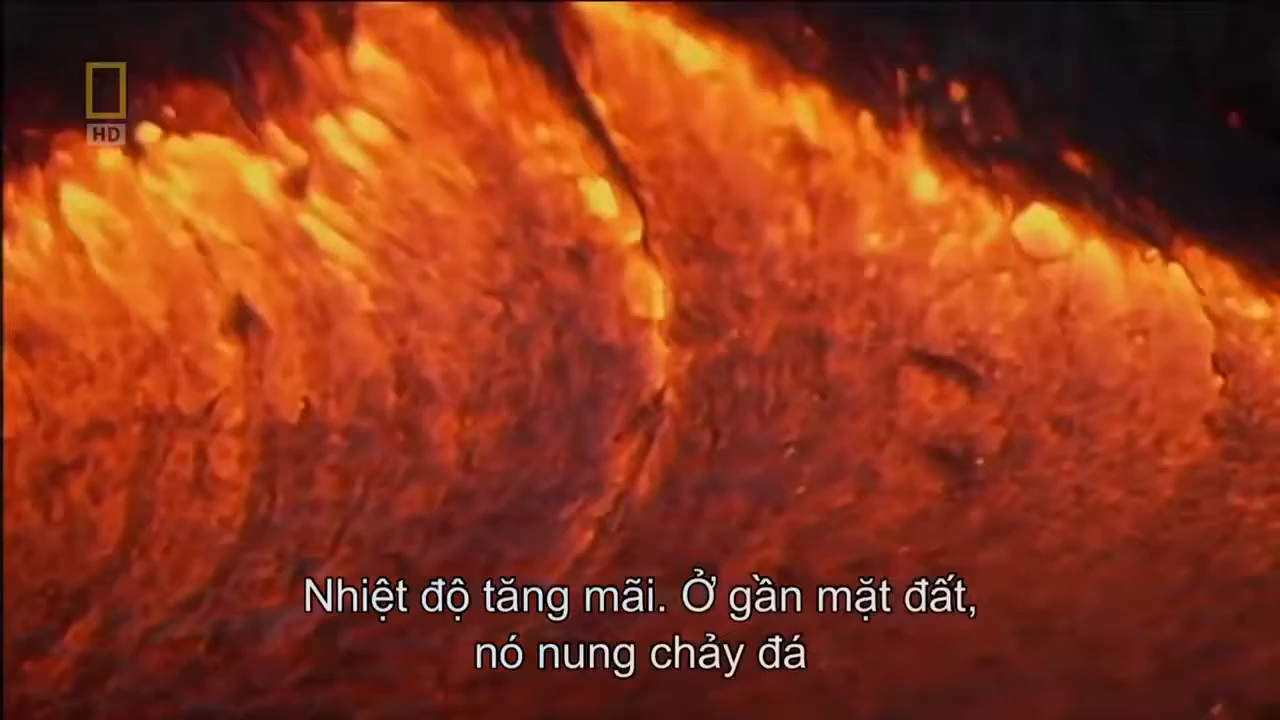 HD
Nhiệt độ tăng mãi. Ở gần mặt đất,
nó nung chảy đá